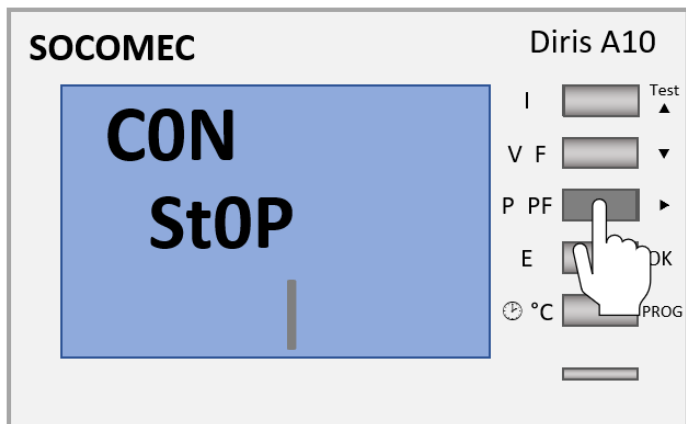 SOCOMEC
Diris A10
C0N
St0P
I
Test
V F
P PF
E
OK
°C
PROG